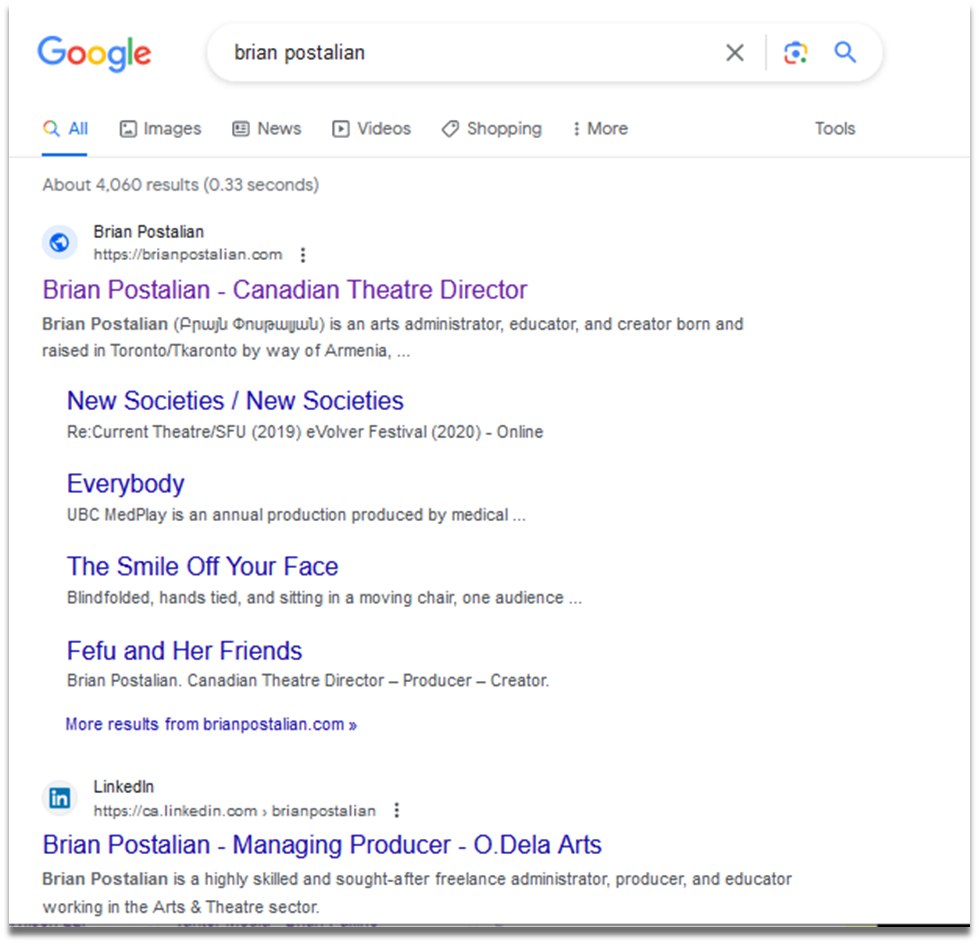 Google
brian postalian
All Images News Videos Shopping More Tools
About 4,060 results (0.33 seconds)
Brian Postalian
https://brianpostalian.com
Brian Postalian - Canadian Theatre Director
Brian Postalian (Բրայն Փոսթալյան) is an arts administrator, educator, and creator born and
raised in Toronto/Tkaronto by way of Armenia, ...
New Societies / New Societies
Re:Current Theatre/SFU (2019) eVolver Festival (2020) - Online
Everybody
UBC MedPlay is an annual production produced by medical ...
The Smile Off Your Face
Blindfolded, hands tied, and sitting in a moving chair, one audience ...
Fefu and Her Friends
Brian Postalian. Canadian Theatre Director – Producer – Creator.
More results from brianpostalian.com »
in
LinkedIn
https://ca.linkedin.com › brianpostalian
Brian Postalian - Managing Producer - O.Dela Arts
Brian Postalian is a highly skilled and sought-after freelance administrator, producer, and educator
working in the Arts & Theatre sector.